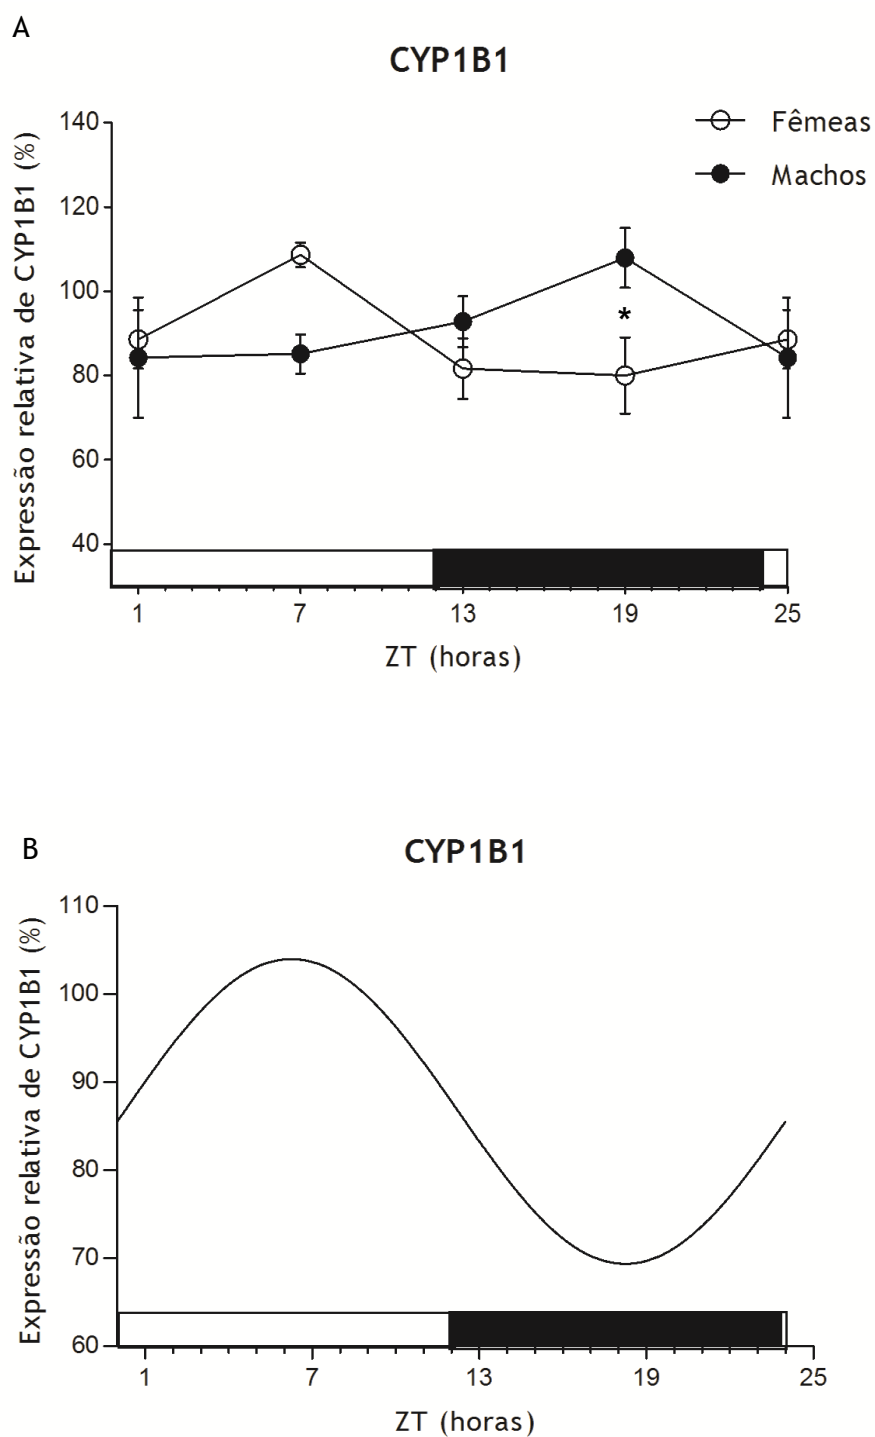 A
CYP1B1
Fêmeas
Machos
Expressão relativa de CYP1B1 (%)
140
120
100
80
60
40
*
1 7 13 19 25
ZT (horas)
B
CYP1B1
Expressão relativa de CYP1B1 (%)
110
100
90
80
70
60
1 7 13 19 25
ZT (horas)